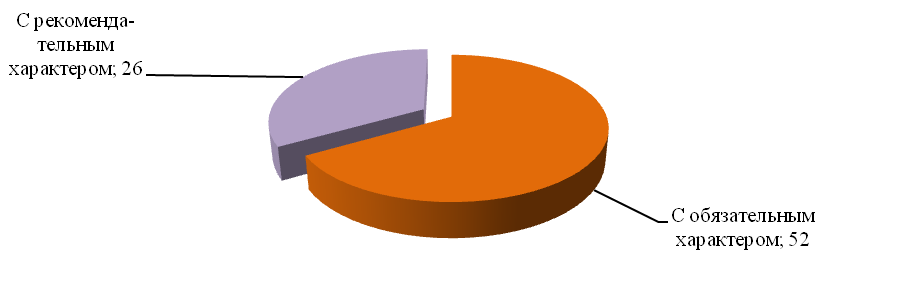 С рекоменда-
тельным
характером; 26
С обязательным
характером; 52